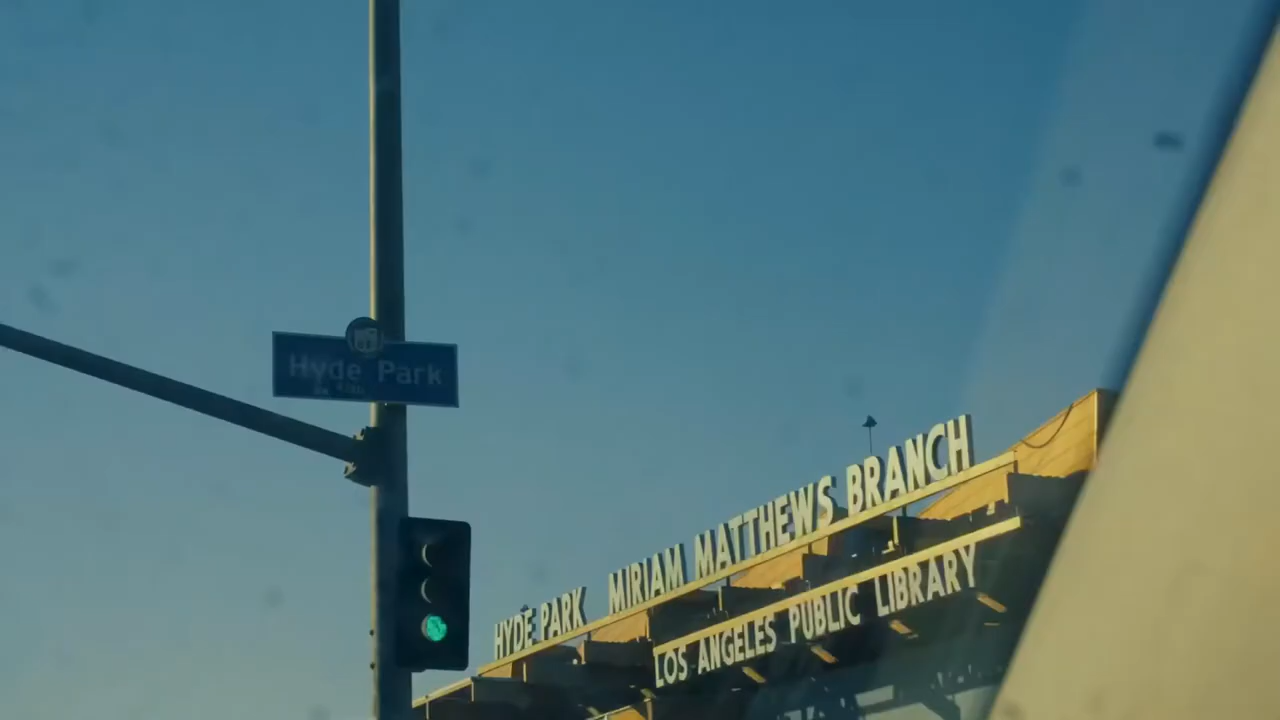 Hyde Park
HYDE PARK MIRIAM MATTHEWS BRANCH
LOS ANGELES PUBLIC LIBRARY